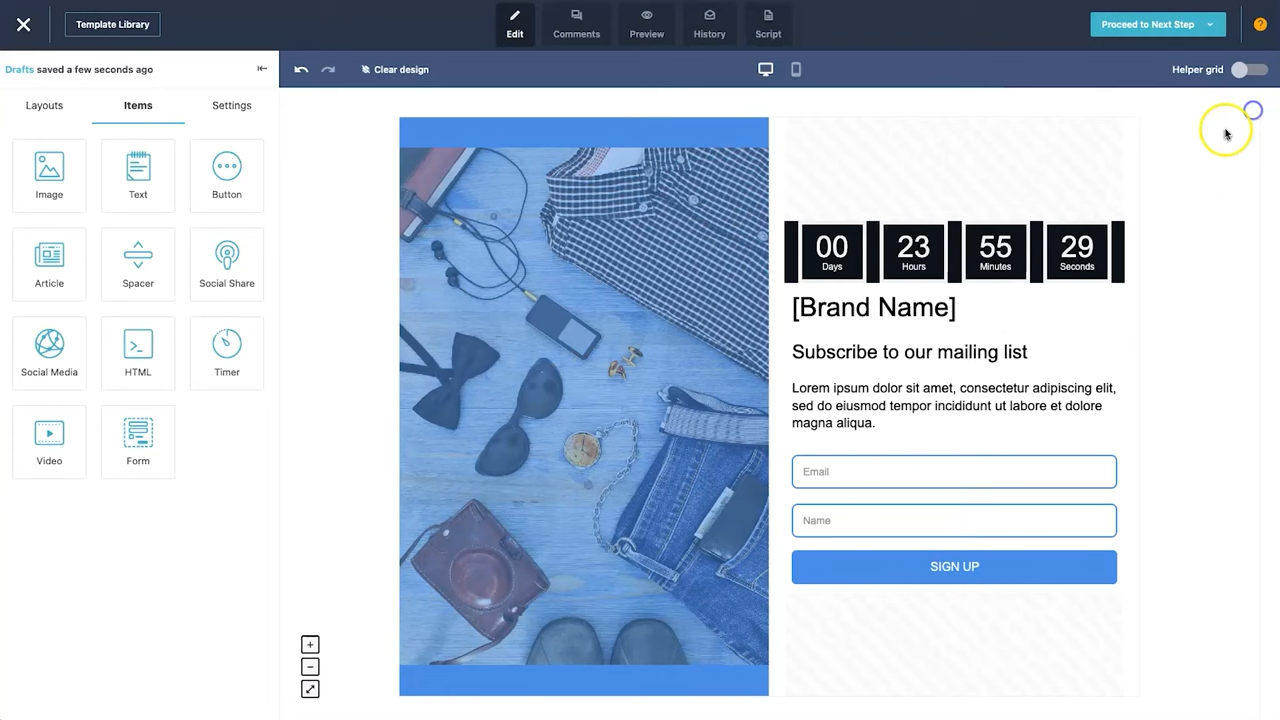 Template Library
Edit
Comments
Preview
History
Script
Proceed to Next Step
?
Drafts saved a few seconds ago
Clear design
Helper grid
Layouts
Items
Settings
Image
Text
Button
Article
Spacer
Social Share
Social Media
HTML
Timer
Video
Form
00
Days
23
Hours
55
Minutes
29
Seconds
[Brand Name]
Subscribe to our mailing list
Lorem ipsum dolor sit amet, consectetur adipiscing elit,
sed do eiusmod tempor incididunt ut labore et dolore
magna aliqua.
Email
Name
SIGN UP